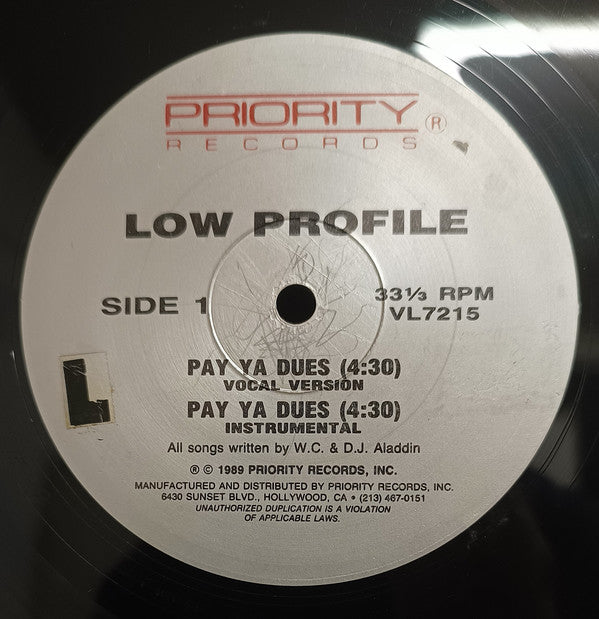 PRIORITY®
RECORDS
LOW PROFILE
SIDE 1
33⅓ RPM
VL7215
PAY YA DUES (4:30)
VOCAL VERSION
PAY YA DUES (4:30)
INSTRUMENTAL
All songs written by W.C. & D.J. Aladdin
℗ © 1989 PRIORITY RECORDS, INC.
MANUFACTURED AND DISTRIBUTED BY PRIORITY RECORDS, INC.
6430 SUNSET BLVD., HOLLYWOOD, CA • (213) 467-0151
UNAUTHORIZED DUPLICATION IS A VIOLATION
OF APPLICABLE LAWS.
L